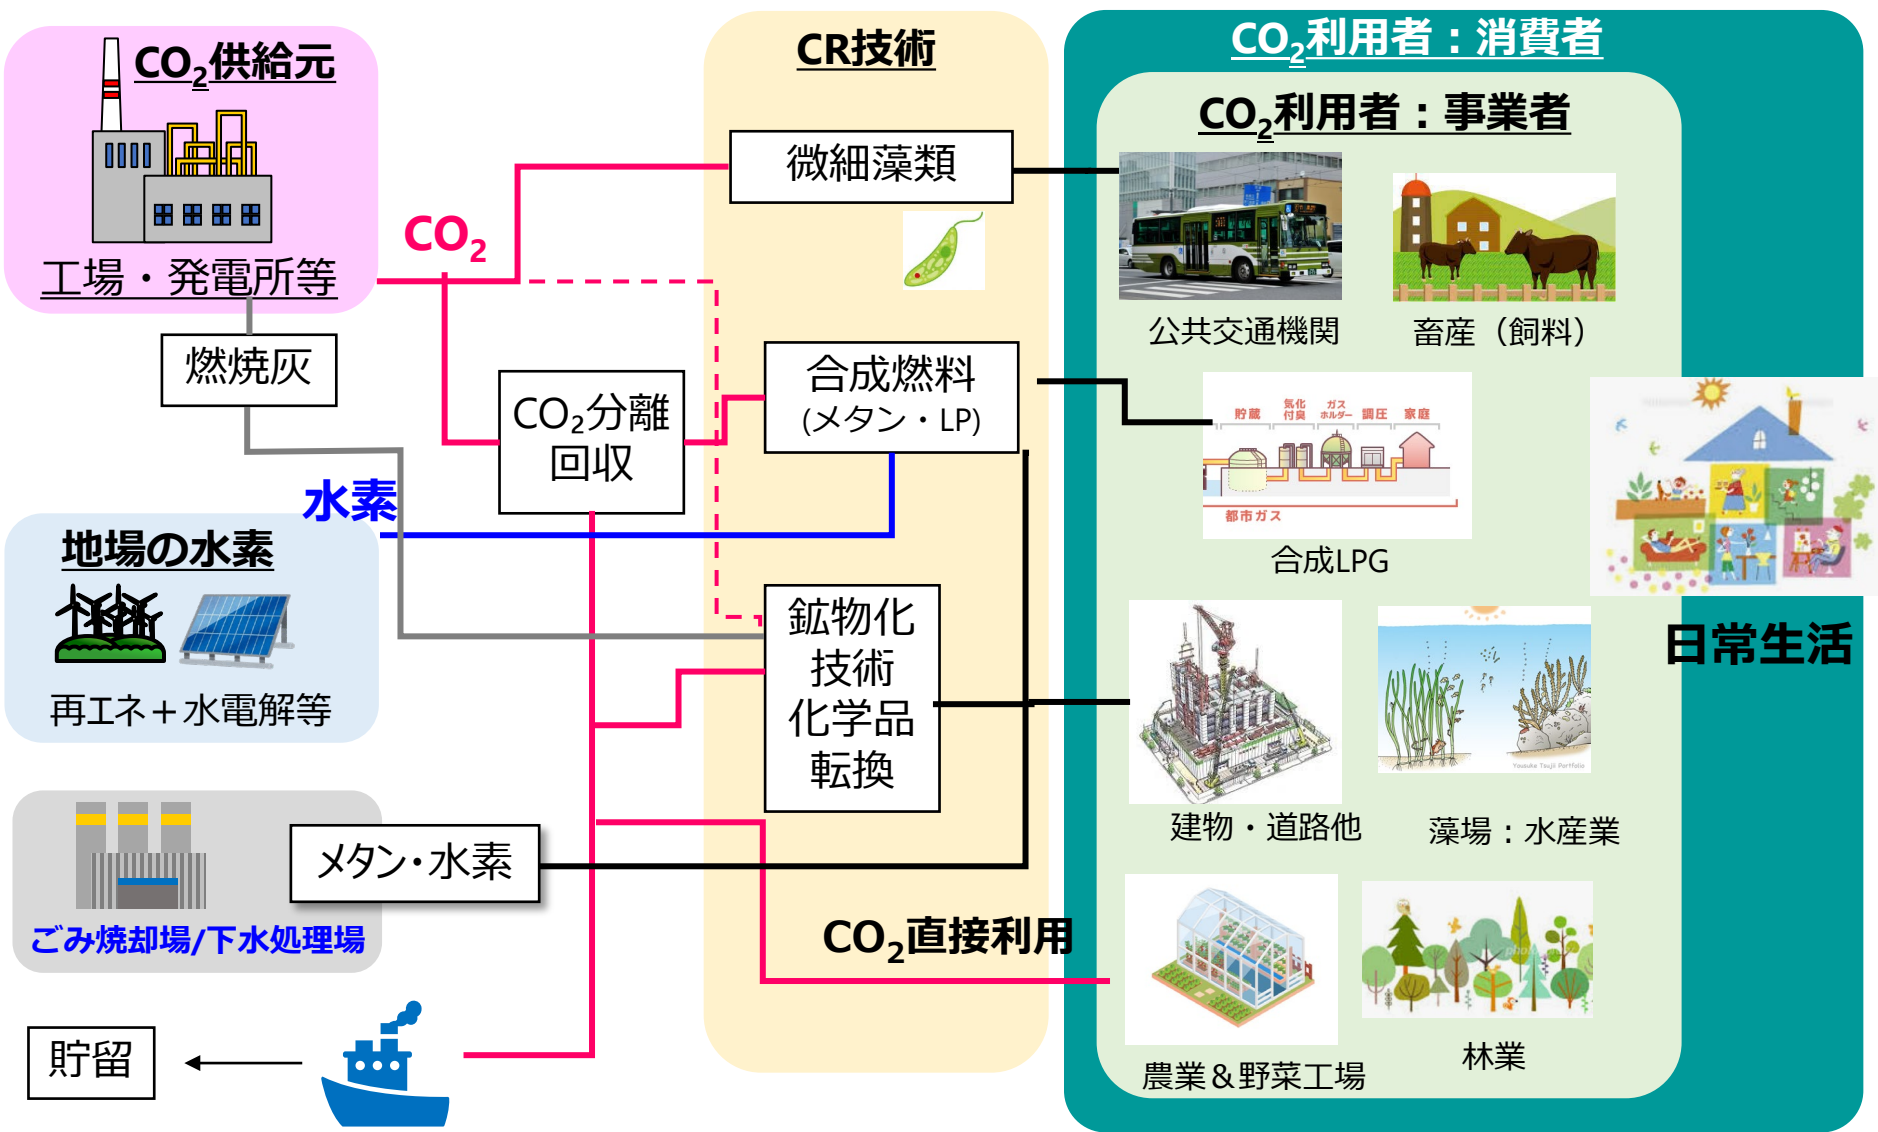 CO₂供給元
工場・発電所等
燃焼灰
CO₂
CO₂分離
回収
水素
地場の水素
再エネ＋水電解等
メタン・水素
ごみ焼却場/下水処理場
貯留
CR技術
微細藻類
合成燃料
(メタン・LP)
鉱物化
技術
化学品
転換
CO₂直接利用
CO₂利用者：消費者
CO₂利用者：事業者
公共交通機関
畜産（飼料）
貯蔵
気化
付臭
ガス
ホルダー
調圧
家庭
都市ガス
合成LPG
日常生活
Yousuke Tsujii Portfolio
建物・道路他
藻場：水産業
農業＆野菜工場
林業